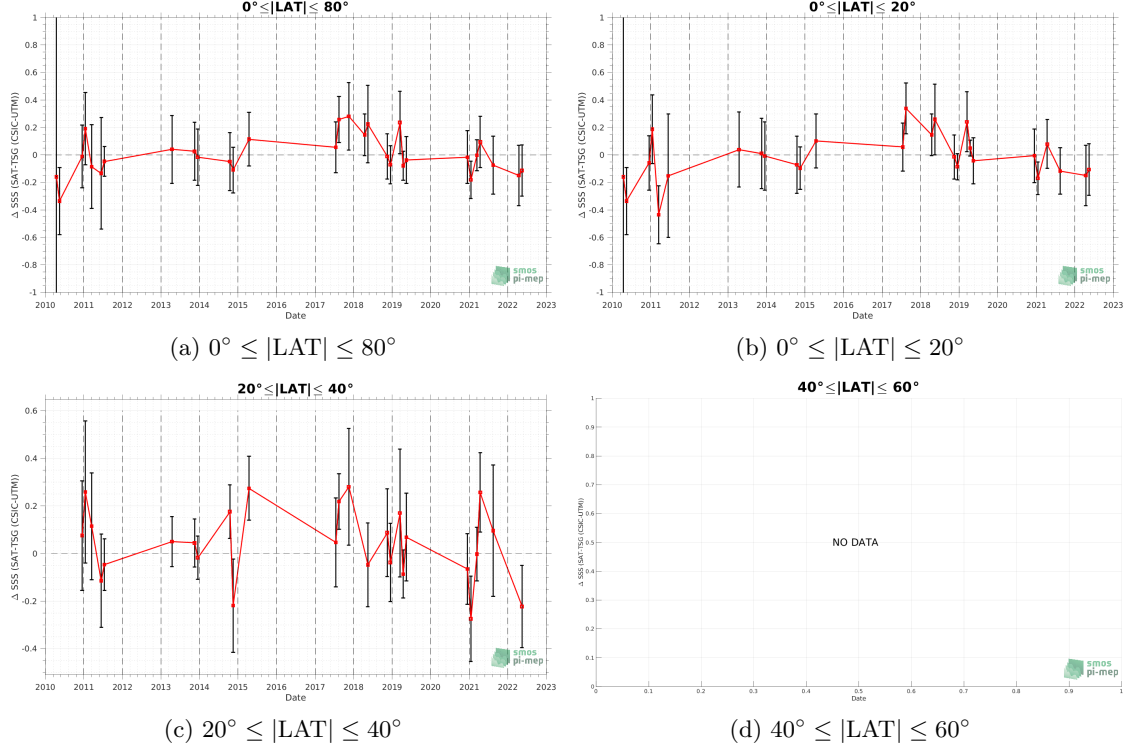 0°≤|LAT|≤ 80°
Δ SSS (SAT-TSG (CSIC-UTM))
1
0.8
0.6
0.4
0.2
0
-0.2
-0.4
-0.6
-0.8
-1
2010 2011 2012 2013 2014 2015 2016 2017 2018 2019 2020 2021 2022 2023
Date
smos
pi-mep
(a) 0° ≤ |LAT| ≤ 80°
0°≤|LAT|≤ 20°
Δ SSS (SAT-TSG (CSIC-UTM))
1
0.8
0.6
0.4
0.2
0
-0.2
-0.4
-0.6
-0.8
-1
2010 2011 2012 2013 2014 2015 2016 2017 2018 2019 2020 2021 2022 2023
Date
smos
pi-mep
(b) 0° ≤ |LAT| ≤ 20°
20°≤|LAT|≤ 40°
Δ SSS (SAT-TSG (CSIC-UTM))
0.6
0.4
0.2
0
-0.2
-0.4
2010 2011 2012 2013 2014 2015 2016 2017 2018 2019 2020 2021 2022 2023
Date
smos
pi-mep
(c) 20° ≤ |LAT| ≤ 40°
40°≤|LAT|≤ 60°
Δ SSS (SAT-TSG (CSIC-UTM))
1
0.9
0.8
0.7
0.6
0.5
0.4
0.3
0.2
0.1
0
NO DATA
0 0.1 0.2 0.3 0.4 0.5 0.6 0.7 0.8 0.9 1
smos
pi-mep
(d) 40° ≤ |LAT| ≤ 60°